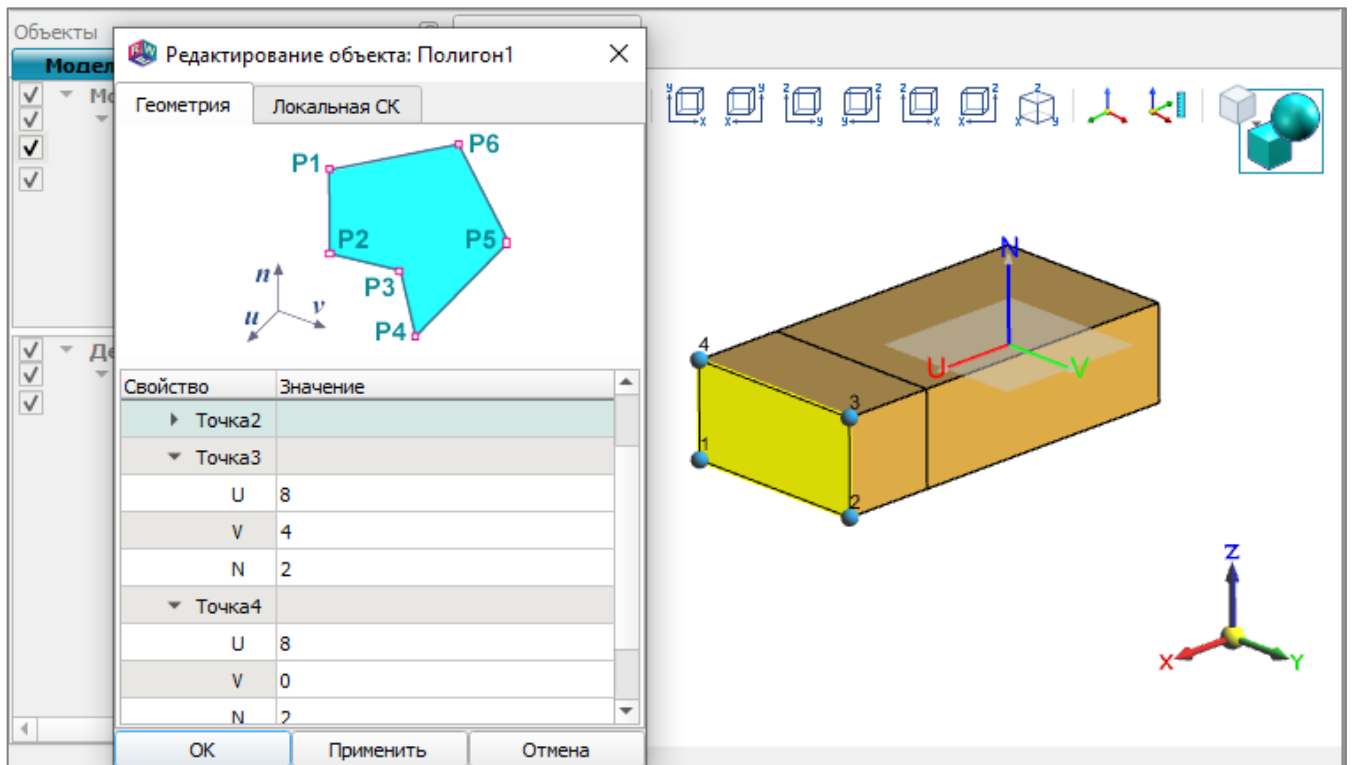 Объекты
Редактирование объекта: Полигон1
Модел
Мо
Геометрия
Локальная СК
P1
P6
P2
P5
P3
P4
n
u
v
Де
Свойство Значение
Точка2
Точка3
U 8
V 4
N 2
Точка4
U 8
V 0
N 2
ОК
Применить
Отмена
N
U
V
4
3
1
2
Z
X
Y